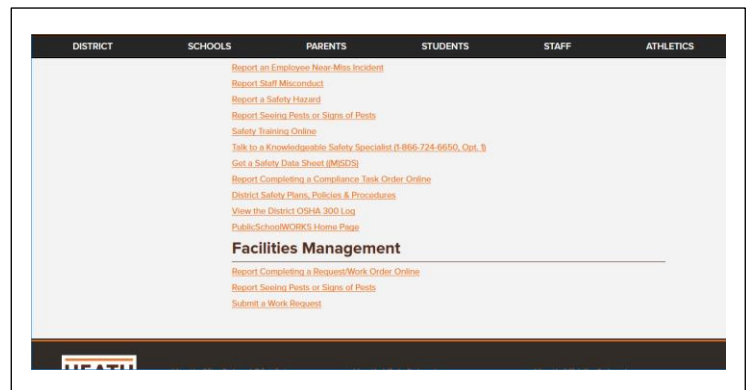 DISTRICT SCHOOLS PARENTS STUDENTS STAFF ATHLETICS
Report an Employee Near-Miss Incident
Report Staff Misconduct
Report a Safety Hazard
Report Seeing Pests or Signs of Pests
Safety Training Online
Talk to a Knowledgeable Safety Specialist (1-866-724-6650, Opt. 1)
Get a Safety Data Sheet ((M)SDS)
Report Completing a Compliance Task Order Online
District Safety Plans, Policies & Procedures
View the District OSHA 300 Log
PublicSchoolWORKS Home Page
Facilities Management
Report Completing a Request/Work Order Online
Report Seeing Pests or Signs of Pests
Submit a Work Request
HEATH